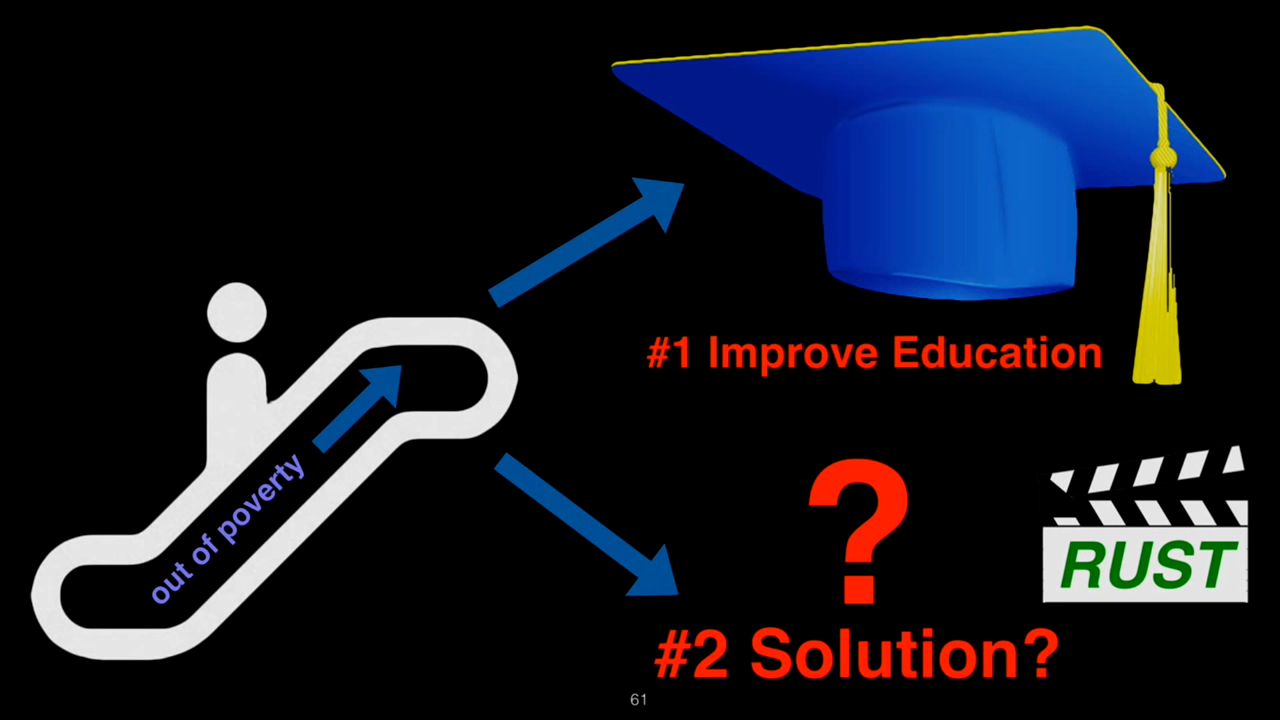 out of poverty
#1 Improve Education
?
RUST
#2 Solution?
61